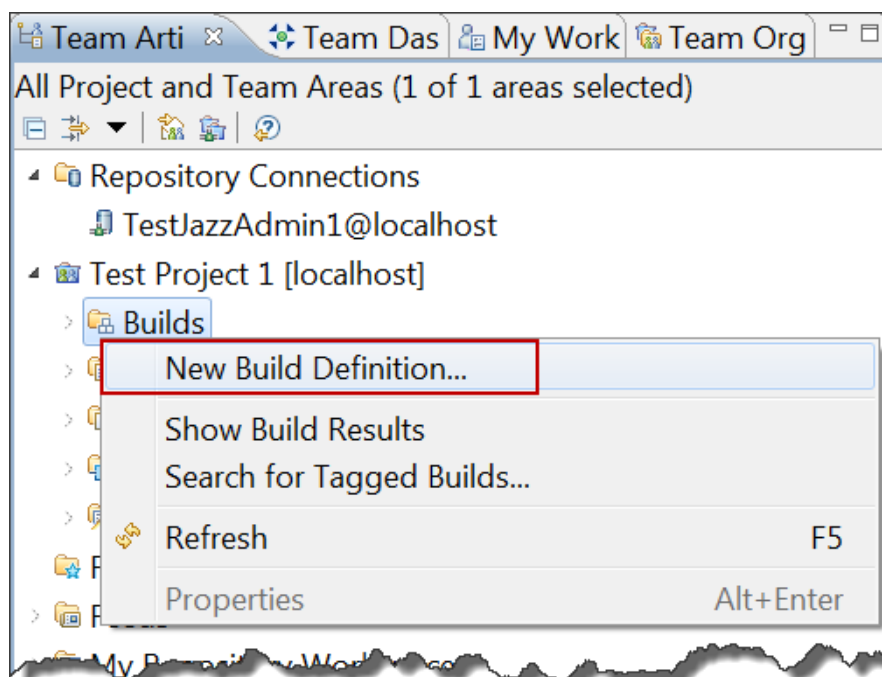 Team Arti Team Das My Work Team Org
All Project and Team Areas (1 of 1 areas selected)
Repository Connections
TestJazzAdmin1@localhost
Test Project 1 [localhost]
Builds
New Build Definition...
Show Build Results
Search for Tagged Builds...
Refresh F5
Properties Alt+Enter
My